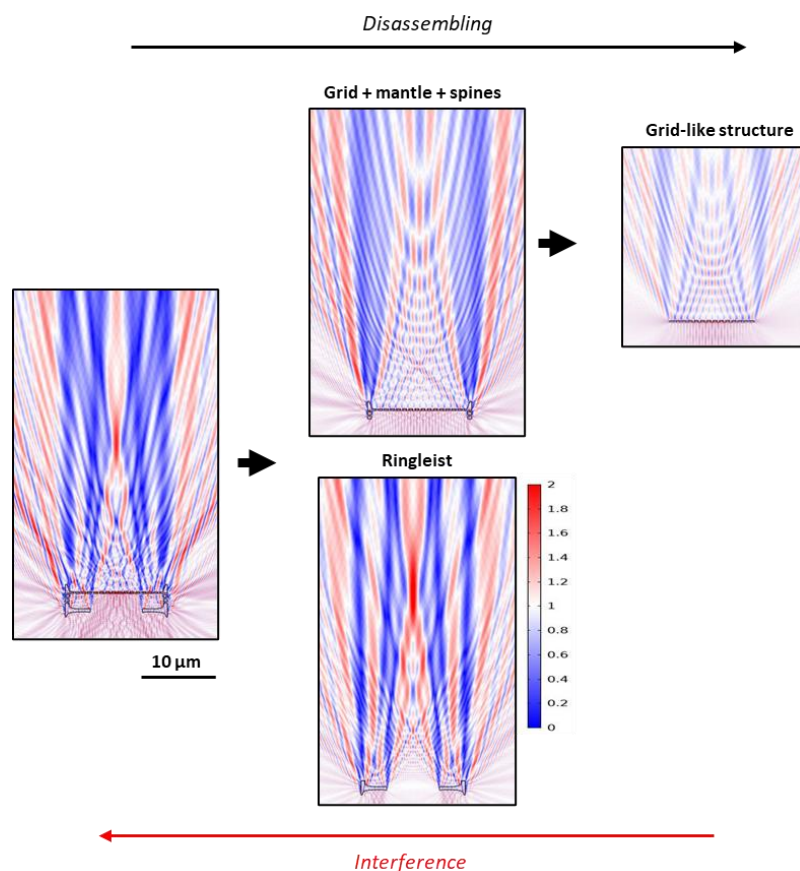 Disassembling
Grid + mantle + spines
Grid-like structure
Ringleist
10 µm
2
1.8
1.6
1.4
1.2
1
0.8
0.6
0.4
0.2
0
Interference